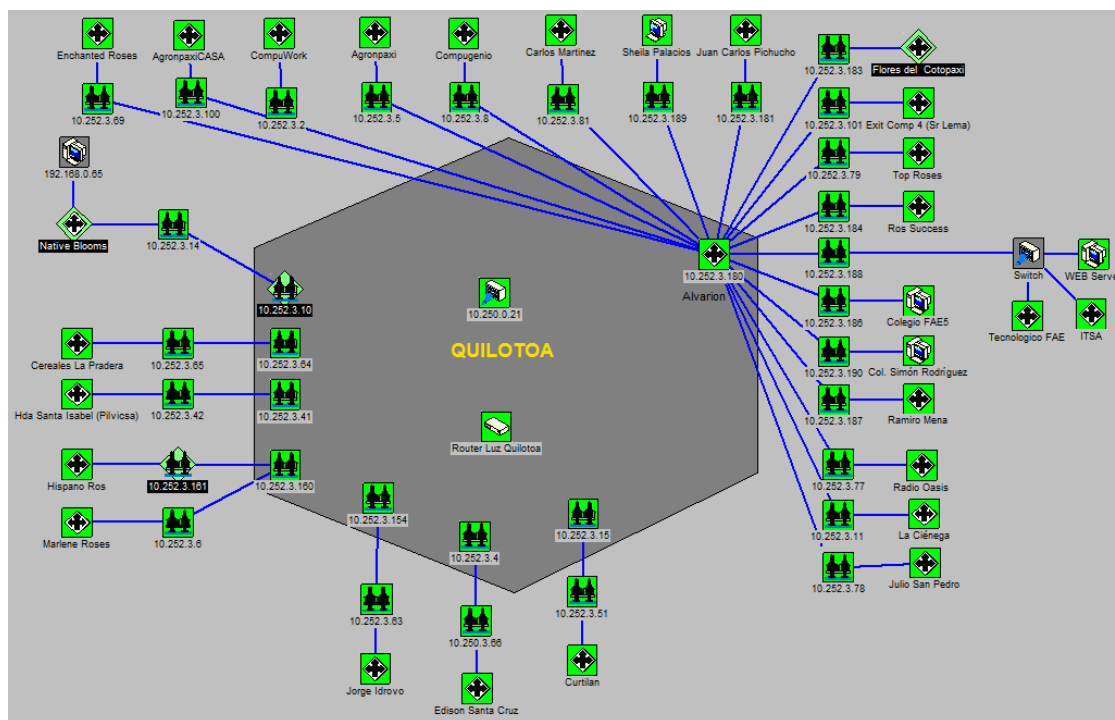 Enchanted Roses
AgronpaxiCASA
CompuWork
Agronpaxi
Compugenio
Carlos Martinez
Sheila Palacios
Juan Carlos Pichucho
10.252.3.183
Flores del Cotopaxi
10.252.3.69
10.252.3.100
10.252.3.2
10.252.3.5
10.252.3.8
10.252.3.81
10.252.3.189
10.252.3.181
10.252.3.101
Exit Comp 4 (Sr Lema)
192.168.0.65
10.252.3.79
Top Roses
Native Blooms
10.252.3.14
10.252.3.184
Ros Success
10.252.3.180
Alvarion
10.252.3.188
Switch
WEB Serve
10.252.3.10
10.250.0.21
10.252.3.186
Colegio FAE5
Tecnologico FAE
ITSA
QUILOTOA
Cereales La Pradera
10.252.3.65
10.252.3.64
10.252.3.190
Col. Simón Rodríguez
Hda Santa Isabel (Pilvicsa)
10.252.3.42
10.252.3.41
10.252.3.187
Ramiro Mena
Router Luz Quilotoa
Hispano Ros
10.252.3.161
10.252.3.160
10.252.3.77
Radio Oasis
Marlene Roses
10.252.3.6
10.252.3.154
10.252.3.4
10.252.3.15
10.252.3.11
La Ciénega
10.252.3.78
Julio San Pedro
10.252.3.63
10.250.3.66
10.252.3.51
Jorge Idrovo
Edison Santa Cruz
Curtilan